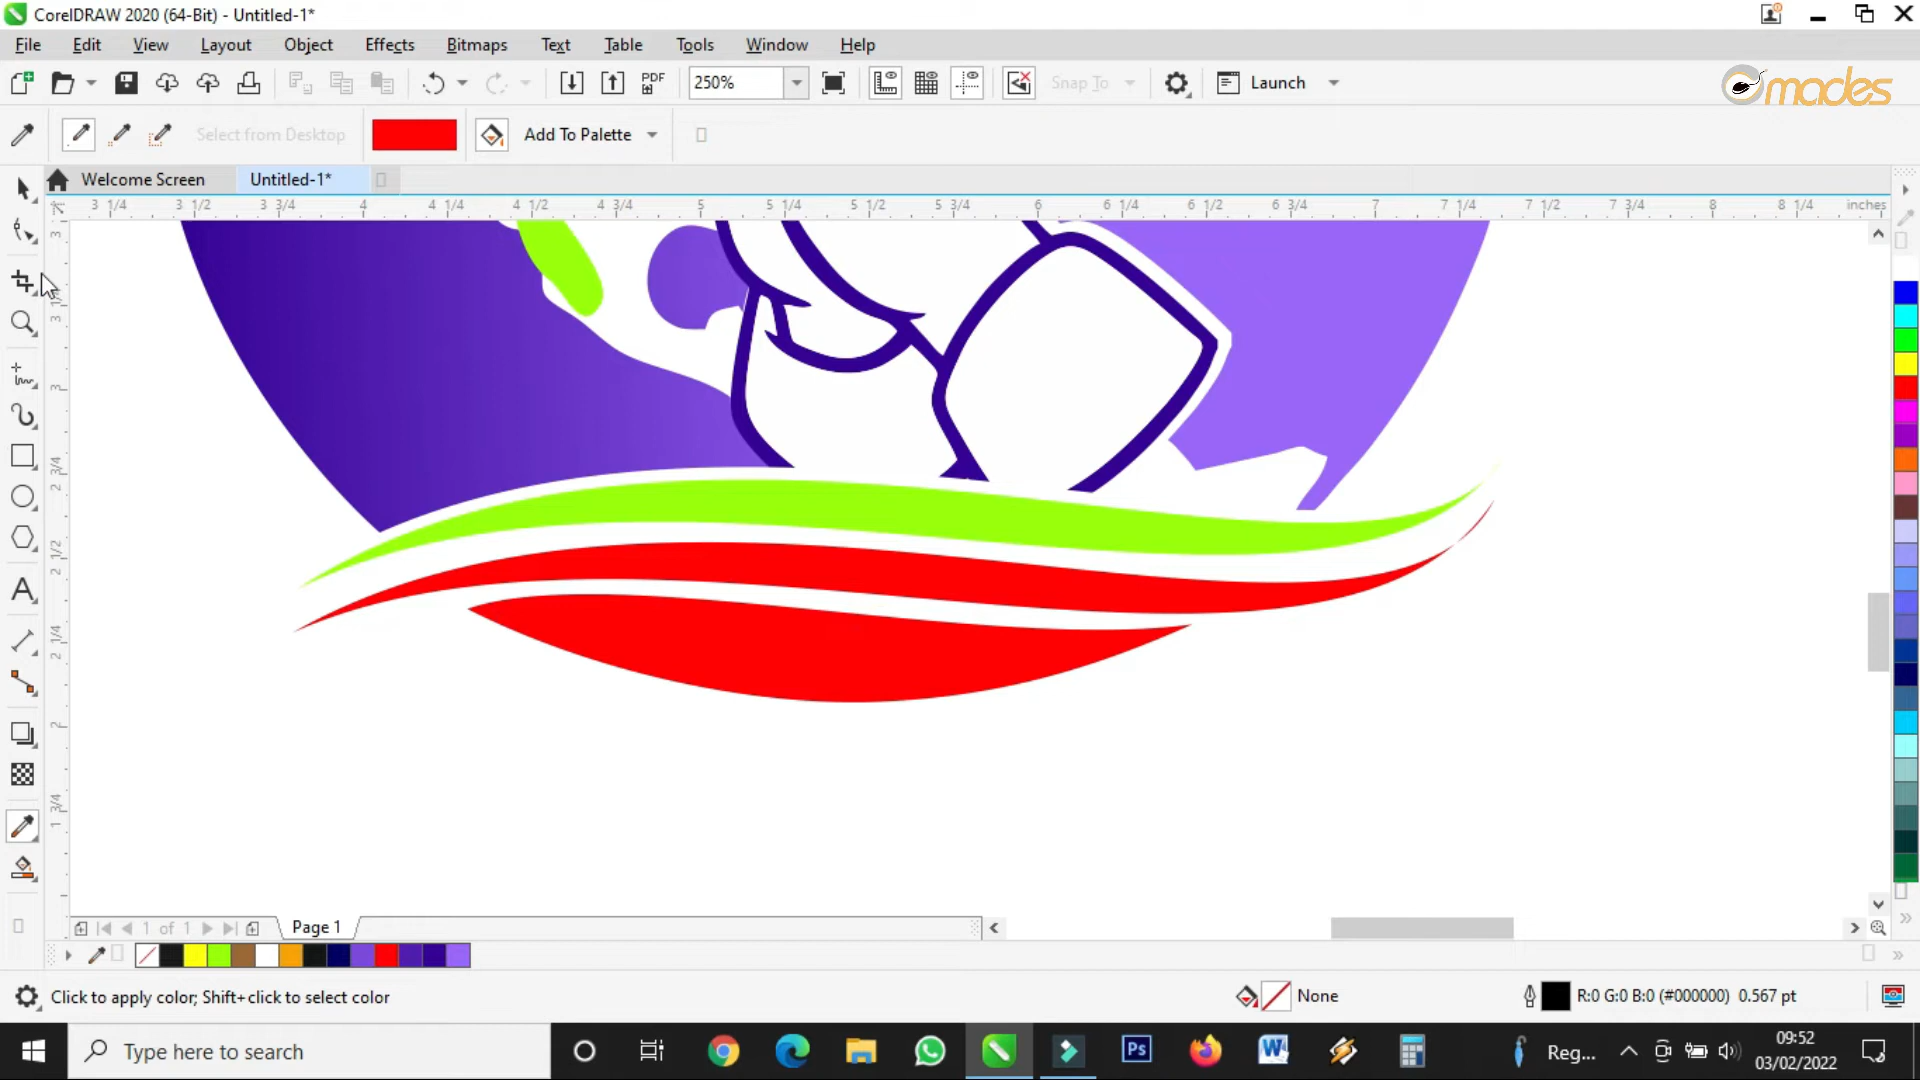 CorelDRAW 2020 (64-Bit) - Untitled-1*
File Edit View Layout Object Effects Bitmaps Text Table Tools Window Help
PDF 250% Snap To Launch
mades
Select from Desktop Add To Palette
Welcome Screen Untitled-1*
3 1/4 3 1/2 3 3/4 4 4 1/4 4 1/2 4 3/4 5 5 1/4 5 1/2 5 3/4 6 6 1/4 6 1/2 6 3/4 7 7 1/4 7 1/2 7 3/4 8 8 1/4 inches
1 of 1 Page 1
Click to apply color; Shift+click to select color None R:0 G:0 B:0 (#000000) 0.567 pt
Type here to search Ps Reg... 09:52
03/02/2022